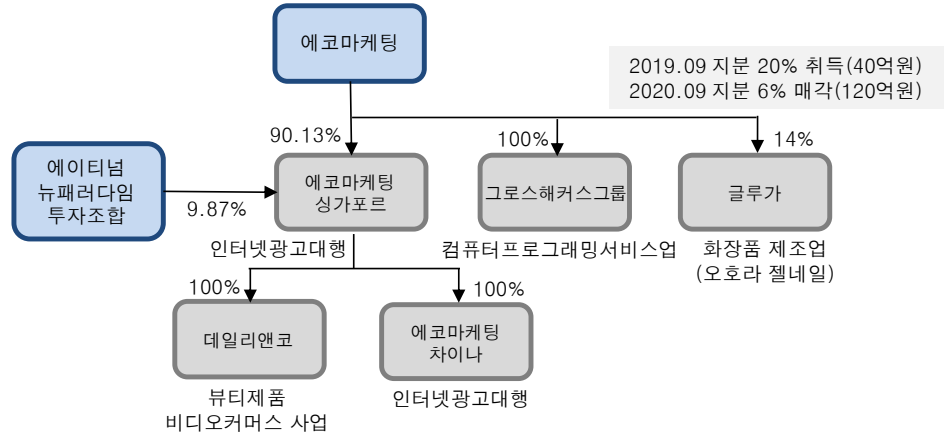 에코마케팅
2019.09 지분 20% 취득(40억원)
2020.09 지분 6% 매각(120억원)
90.13%
100%
14%
에이티넘
뉴패러다임
투자조합
9.87%
에코마케팅
싱가포르
그로스해커스그룹
글루가
인터넷광고대행
컴퓨터프로그래밍서비스업
화장품 제조업
(오호라 젤네일)
100%
100%
데일리앤코
에코마케팅
차이나
뷰티제품
비디오커머스 사업
인터넷광고대행